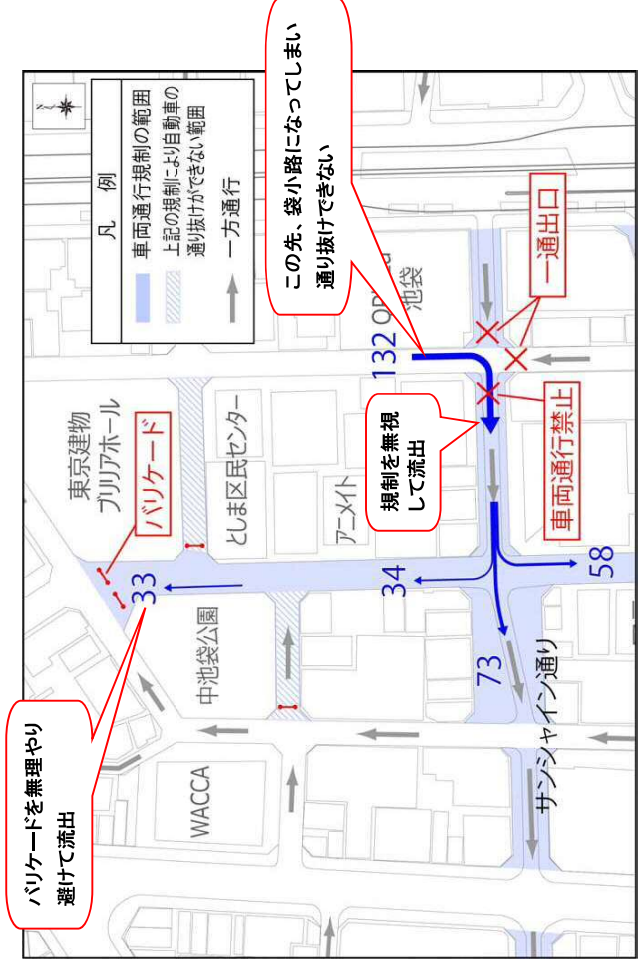 バリケードを無理やり
避けて流出
この先、袋小路になってしまい
通り抜けできない
N
凡 例
車両通行規制の範囲
上記の規制により自動車の
通り抜けができない範囲
一方通行
東京建物
ブリリアホール
バリケード
33
中池袋公園
WACCA
としま区民センター
アニメイト
132
池袋
規制を無視
して流出
一通出口
車両通行禁止
34
73
58
サンシャイン通り